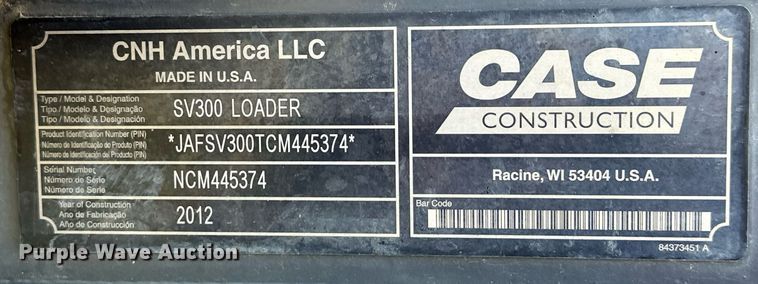 CNH America LLC
MADE IN U.S.A.
Type / Model & Designation
Tipo / Modelo & Designação
Tipo / Modelo & Designación
SV300 LOADER
Product Identification Number (PIN)
Número de Identificação do Produto (PIN)
Número de Identificación del Produto (PIN)
*JAFSV300TCM445374*
Serial Number
Número de Série
Número de Serie
NCM445374
Year of Construction
Ano de Fabricação
Año de Construcción
2012
CASE
CONSTRUCTION
Racine, WI 53404 U.S.A.
Bar Code
84373451 A
Purple Wave Auction